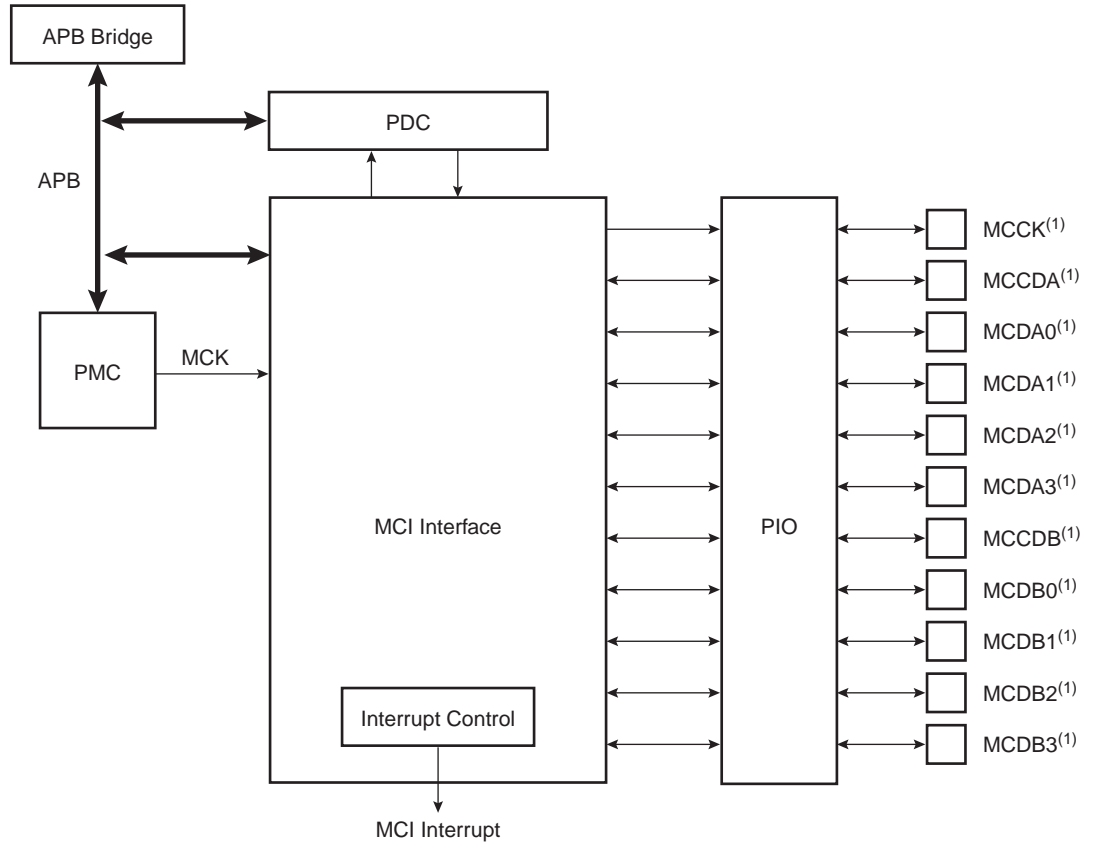 APB Bridge
PDC
APB
MCCK(1)
MCCDA(1)
MCDA0(1)
PMC
MCK
MCDA1(1)
MCDA2(1)
MCDA3(1)
MCI Interface
PIO
MCCDB(1)
MCDB0(1)
MCDB1(1)
MCDB2(1)
Interrupt Control
MCDB3(1)
MCI Interrupt